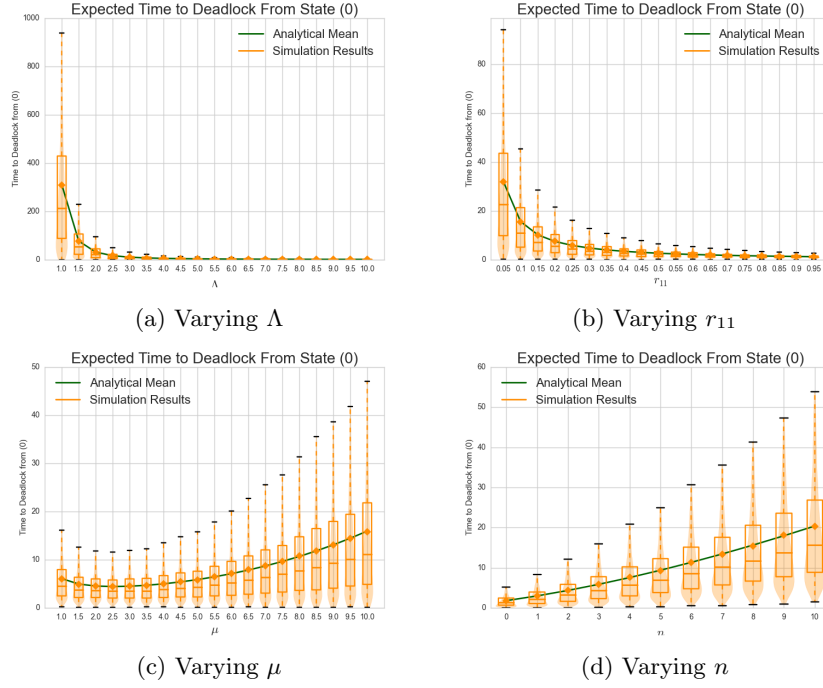 Expected Time to Deadlock From State (0)
Analytical Mean
Simulation Results
Time to Deadlock from (0)
1000
800
600
400
200
0
1.0 1.5 2.0 2.5 3.0 3.5 4.0 4.5 5.0 5.5 6.0 6.5 7.0 7.5 8.0 8.5 9.0 9.5 10.0
Λ
(a) Varying Λ
Expected Time to Deadlock From State (0)
Analytical Mean
Simulation Results
Time to Deadlock from (0)
80
60
40
20
0
0.05 0.1 0.15 0.2 0.25 0.3 0.35 0.4 0.45 0.5 0.55 0.6 0.65 0.7 0.75 0.8 0.85 0.9 0.95
r₁₁
(b) Varying r₁₁
Expected Time to Deadlock From State (0)
Analytical Mean
Simulation Results
Time to Deadlock from (0)
50
40
30
20
10
0
1.0 1.5 2.0 2.5 3.0 3.5 4.0 4.5 5.0 5.5 6.0 6.5 7.0 7.5 8.0 8.5 9.0 9.5 10.0
μ
(c) Varying μ
Expected Time to Deadlock From State (0)
Analytical Mean
Simulation Results
Time to Deadlock from (0)
60
50
40
30
20
10
0
0 1 2 3 4 5 6 7 8 9 10
n
(d) Varying n